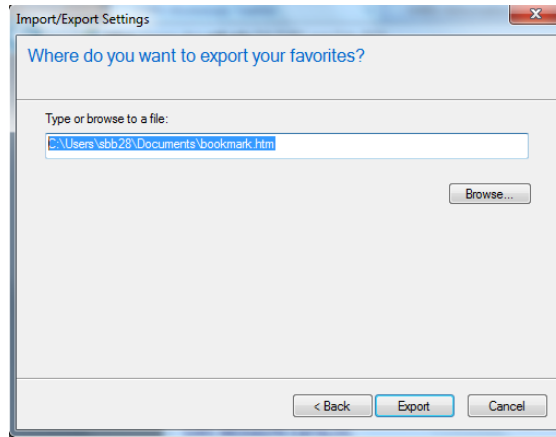 Import/Export Settings
Where do you want to export your favorites?
Type or browse to a file:
C:\Users\sbb28\Documents\bookmark.htm
Browse...
< Back
Export
Cancel